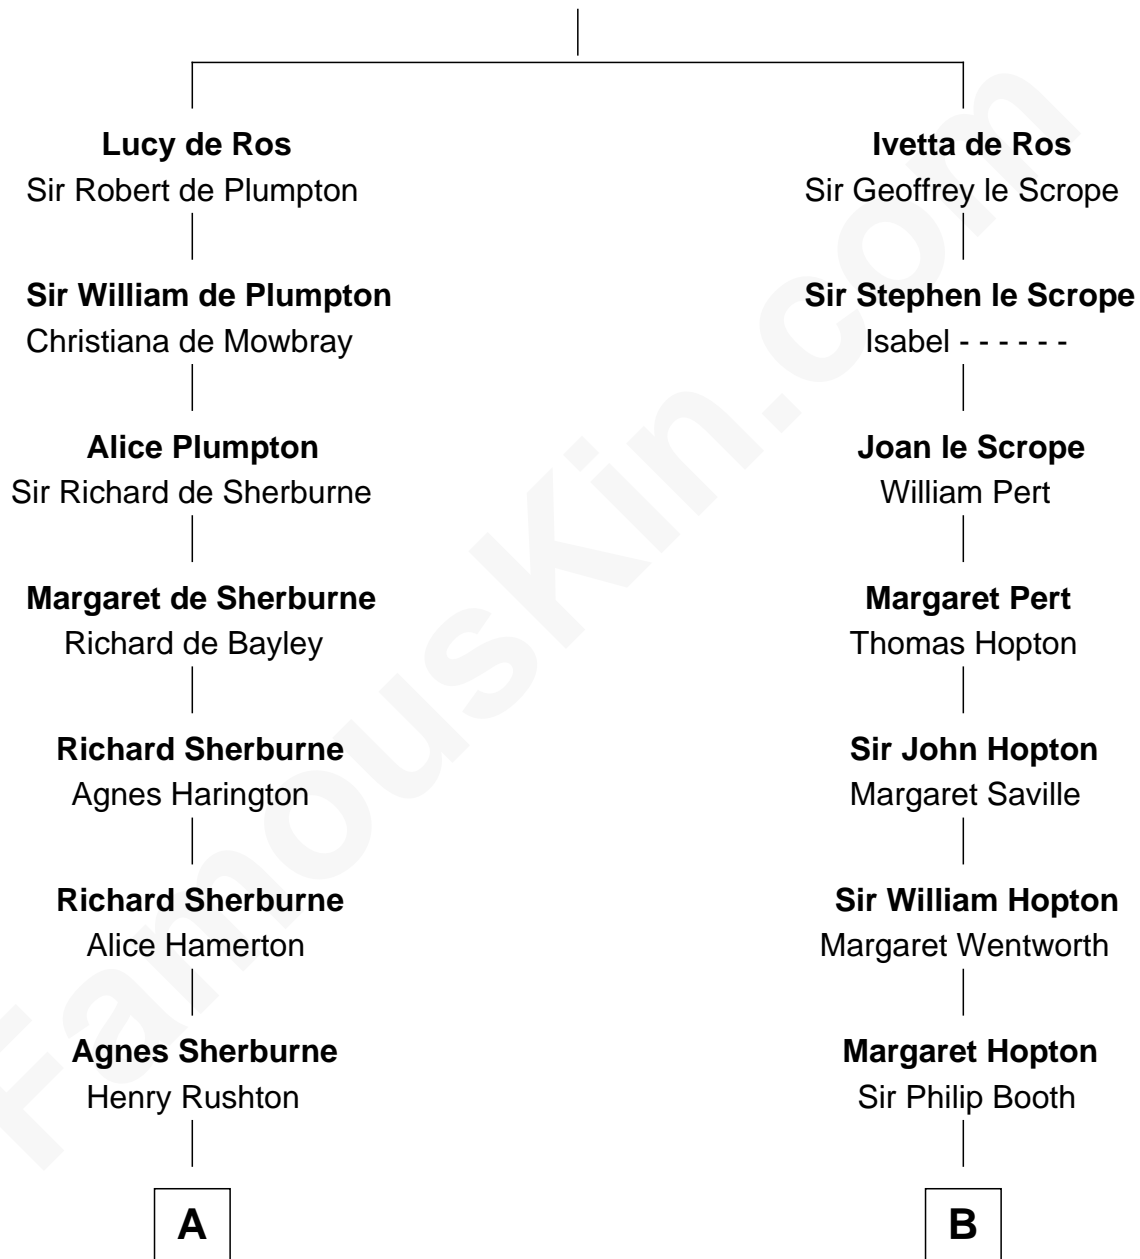 Lucy de Ros
Sir Robert de Plumpton
Sir William de Plumpton
Christiana de Mowbray
Alice Plumpton
Sir Richard de Sherburne
Margaret de Sherburne
Richard de Bayley
Richard Sherburne
Agnes Harington
Richard Sherburne
Alice Hamerton
Agnes Sherburne
Henry Rushton
A
Ivetta de Ros
Sir Geoffrey le Scrope
Sir Stephen le Scrope
Isabel - - - - - -
Joan le Scrope
William Pert
Margaret Pert
Thomas Hopton
Sir John Hopton
Margaret Saville
Sir William Hopton
Margaret Wentworth
Margaret Hopton
Sir Philip Booth
B
FamousKin.com